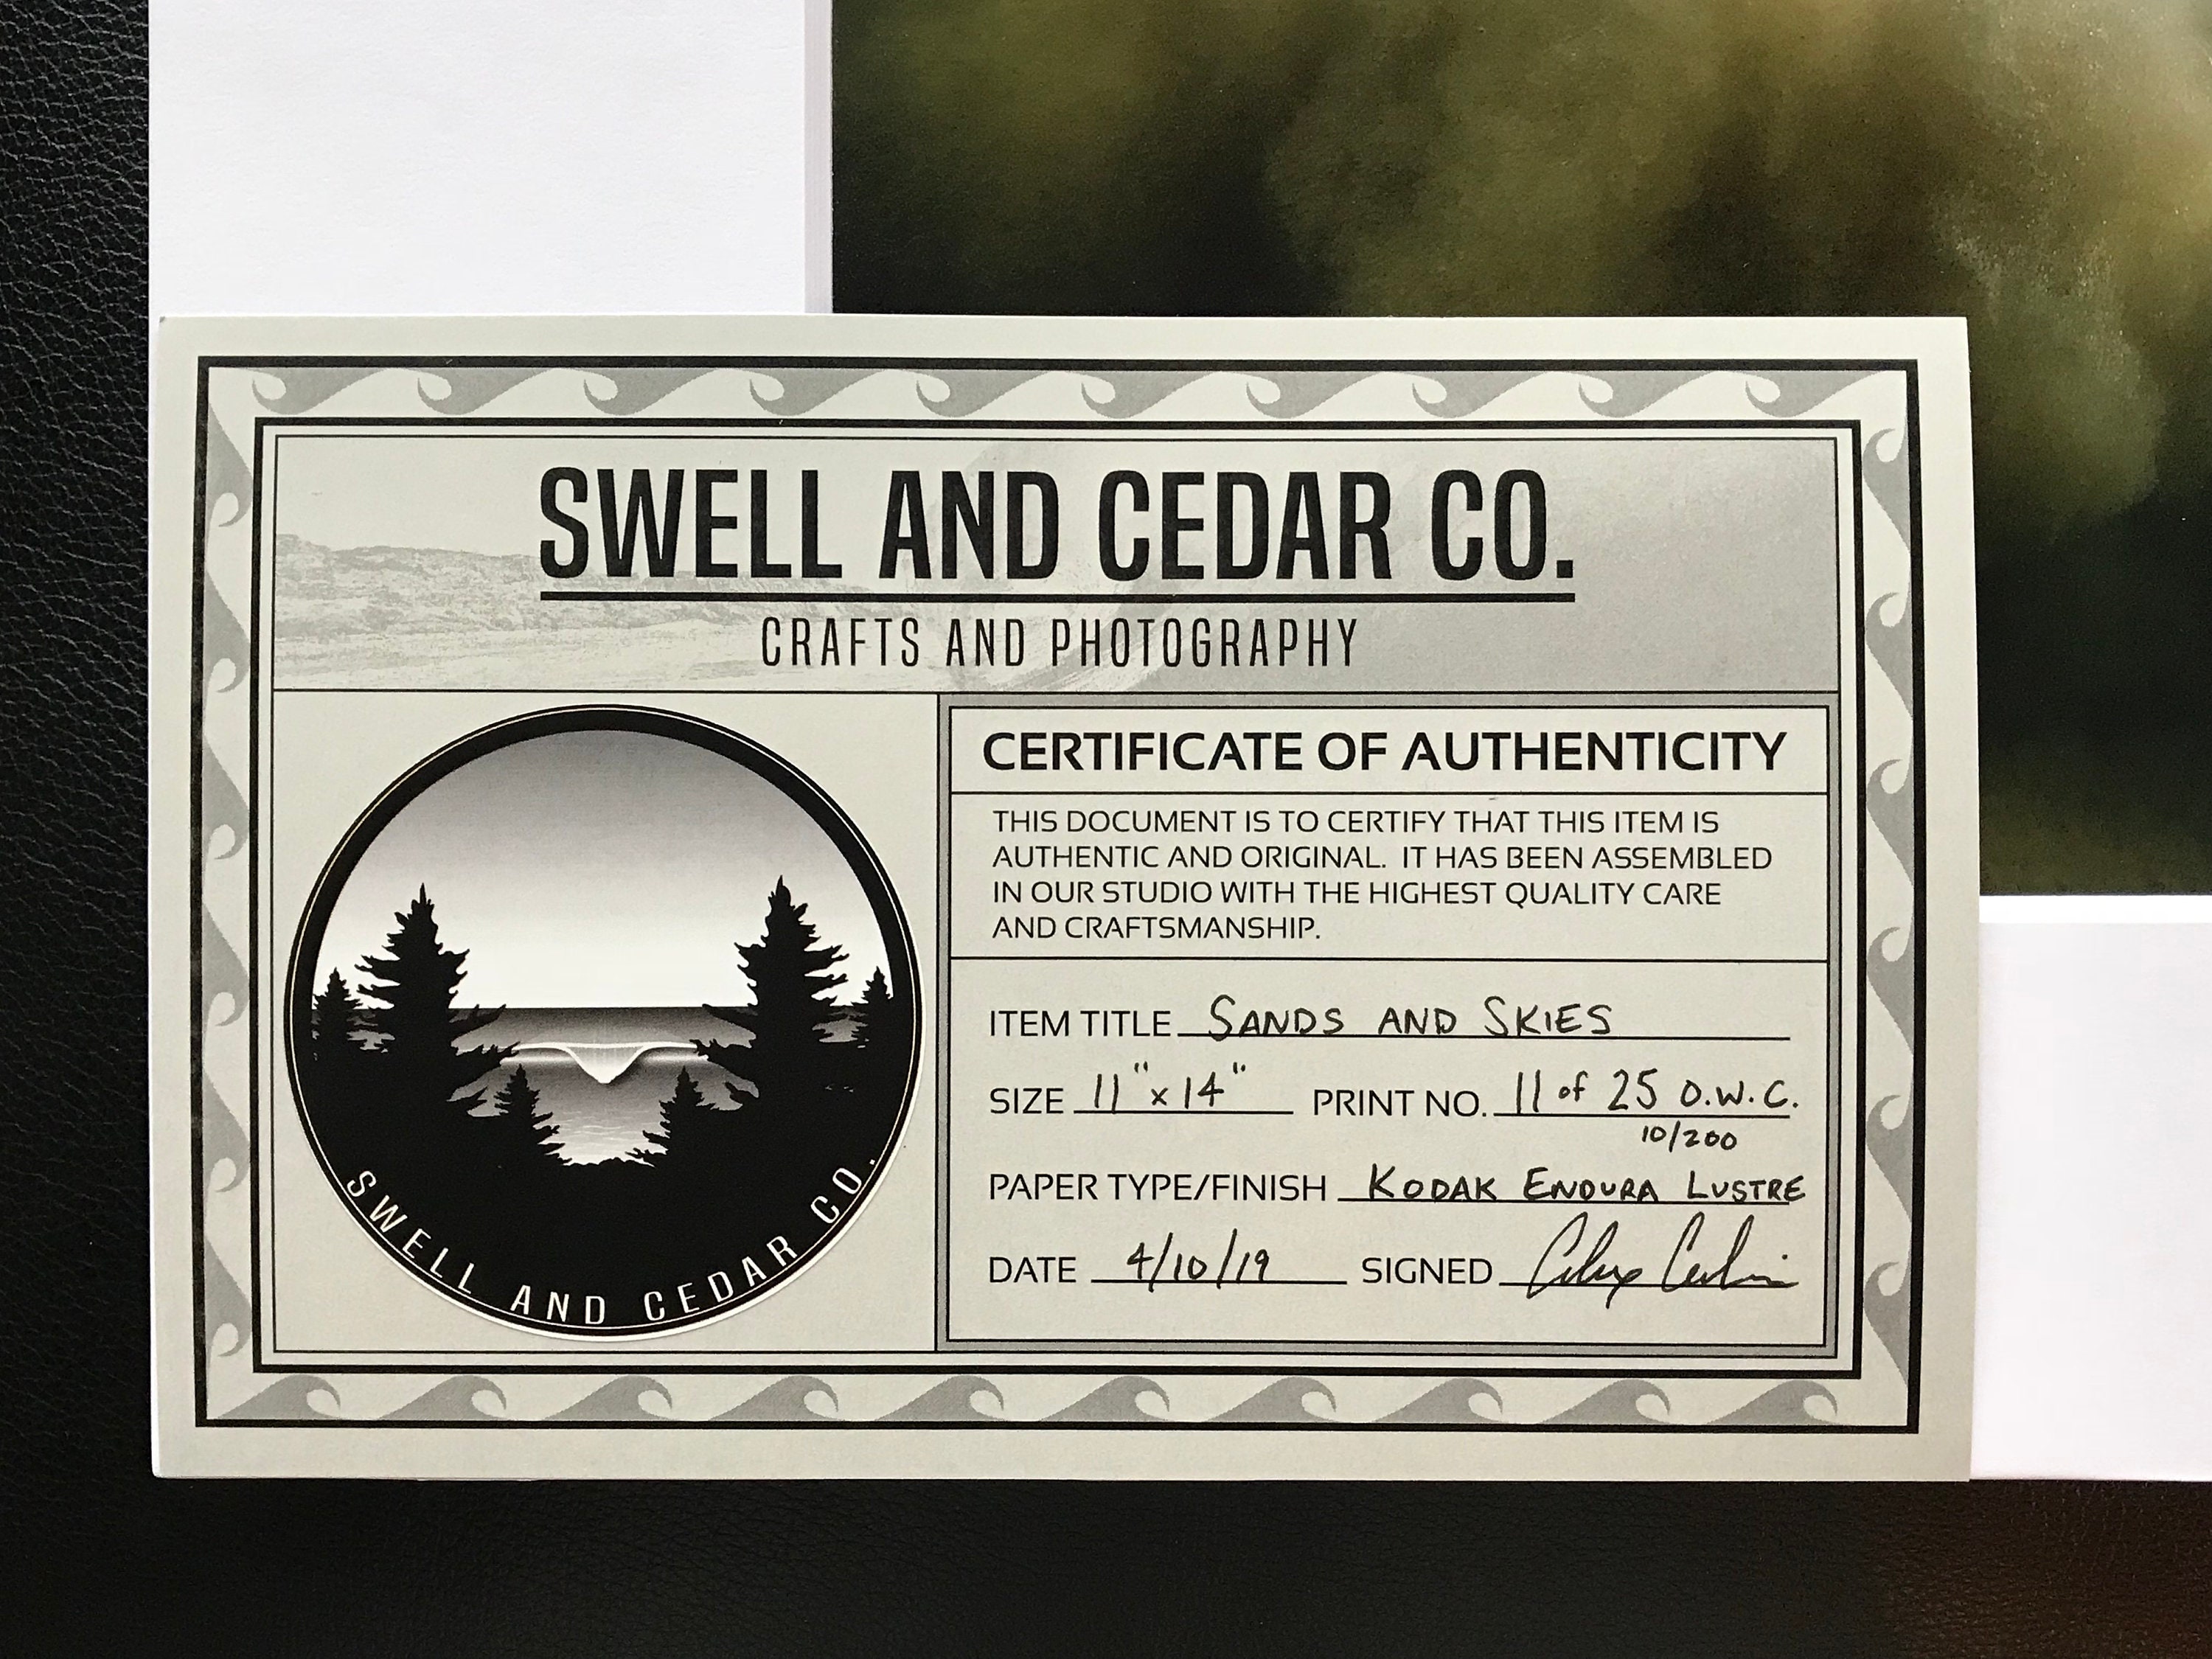 SWELL AND CEDAR CO.
CRAFTS AND PHOTOGRAPHY
SWELL AND CEDAR CO.
CERTIFICATE OF AUTHENTICITY
THIS DOCUMENT IS TO CERTIFY THAT THIS ITEM IS
AUTHENTIC AND ORIGINAL. IT HAS BEEN ASSEMBLED
IN OUR STUDIO WITH THE HIGHEST QUALITY CARE
AND CRAFTSMANSHIP.
ITEM TITLE SANDS AND SKIES
SIZE 11" x 14" PRINT NO. 11 of 25 O.W.C.
10/200
PAPER TYPE/FINISH KODAK ENDURA LUSTRE
DATE 4/10/19 SIGNED